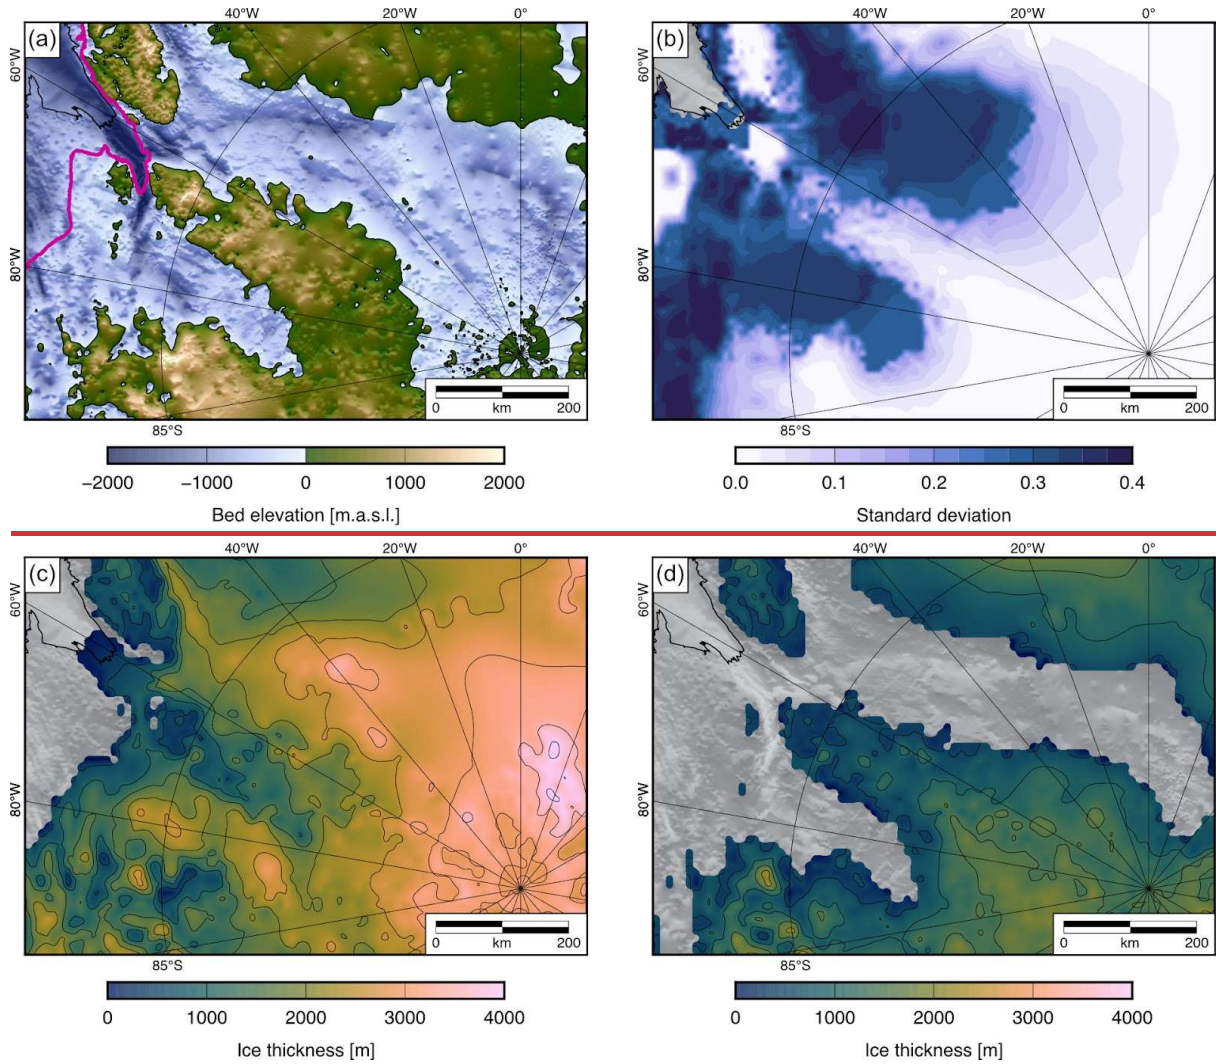 40°W 20°W 0°
40°W 20°W 0°
(a)
(b)
60°W
60°W
80°W
80°W
0 km 200
0 km 200
85°S
85°S
−2000 −1000 0 1000 2000
0.0 0.1 0.2 0.3 0.4
Bed elevation [m.a.s.l.]
Standard deviation
40°W 20°W 0°
40°W 20°W 0°
(c)
(d)
60°W
60°W
80°W
80°W
0 km 200
0 km 200
85°S
85°S
0 1000 2000 3000 4000
0 1000 2000 3000 4000
Ice thickness [m]
Ice thickness [m]